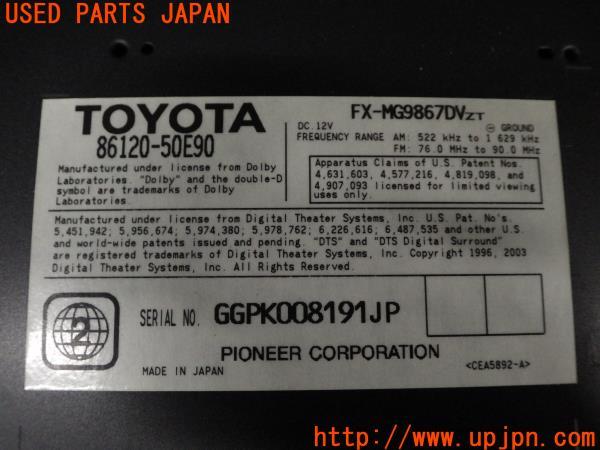 USED PARTS JAPAN
TOYOTA
86120-50E90
FX-MG9867DVZT
DC. 12V ⊖ GROUND
FREQUENCY RANGE AM: 522 kHz to 1 629 kHz
FM: 76.0 MHz to 90.0 MHz
Manufactured under license from Dolby
Laboratories. "Dolby" and the double-D
symbol are trademarks of Dolby
Laboratories.
Apparatus Claims of U.S. Patent Nos.
4,631,603, 4,577,216, 4,819,098, and
4,907,093 licensed for limited viewing
uses only.
Manufactured under license from Digital Theater Systems, Inc. U.S. Pat. No's.
5,451,942; 5,956,674; 5,974,380; 5,978,762; 6,226,616; 6,487,535 and other U.S.
and world-wide patents issued and pending. "DTS" and "DTS Digital Surround"
are registered trademarks of Digital Theater Systems, Inc. Copyright 1996, 2003
Digital Theater Systems, Inc. All Rights Reserved.
2
SERIAL NO. GGPK008191JP
PIONEER CORPORATION
MADE IN JAPAN
<CEA5892-A>
http://www.upjpn.com/